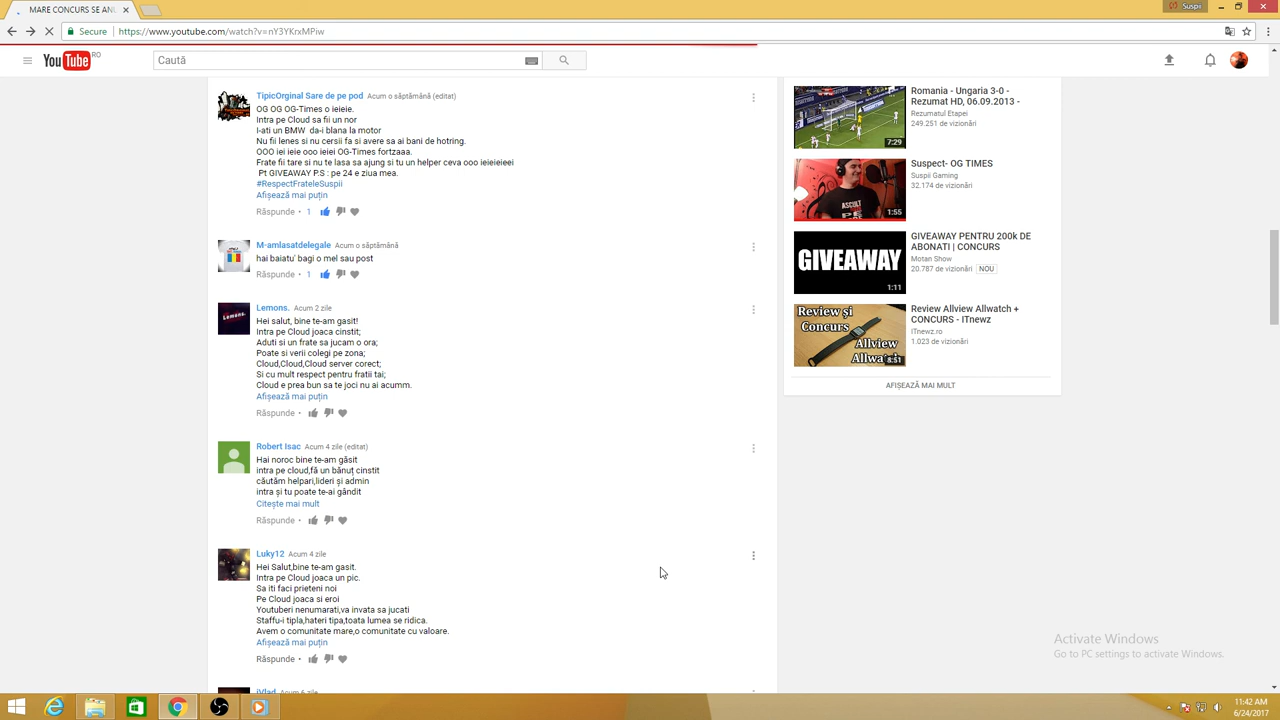 MARE CONCURS SE AN
Suspii
Secure
https://www.youtube.com/watch?v=nY3YKrxMPiw
YouTube RO
Caută
TipicOrginal Sare de pe pod Acum o săptămână (editat)
OG OG OG-Times o ieieie.
Intra pe Cloud sa fii un nor
I-ati un BMW da-i blana la motor
Nu fii lenes si nu cersii fa si avere sa ai bani de hotring.
OOO iei ieie ooo ieiei OG-Times fortzaaa.
Frate fii tare si nu te lasa sa ajung si tu un helper ceva ooo ieieieieei
Pt GIVEAWAY P.S : pe 24 e ziua mea.
#RespectFrateleSuspii
Afișează mai puțin
Răspunde • 1
M-amlasatdelegale Acum o săptămână
hai baiatu' bagi o mel sau post
Răspunde • 1
Lemons. Acum 2 zile
Lemons.
Hei salut, bine te-am gasit!
Intra pe Cloud joaca cinstit;
Aduti si un frate sa jucam o ora;
Poate si verii colegi pe zona;
Cloud,Cloud,Cloud server corect;
Si cu mult respect pentru fratii tai;
Cloud e prea bun sa te joci nu ai acumm.
Afișează mai puțin
Răspunde •
Robert Isac Acum 4 zile (editat)
Hai noroc bine te-am găsit
intra pe cloud,fă un bănuț cinstit
căutăm helpari,lideri și admin
intra și tu poate te-ai gândit
Citește mai mult
Răspunde •
Luky12 Acum 4 zile
Hei Salut,bine te-am gasit.
Intra pe Cloud joaca un pic.
Sa iti faci prieteni noi
Pe Cloud joaca si eroi
Youtuberi nenumarati,va invata sa jucati
Staffu-i tipla,hateri tipa,toata lumea se ridica.
Avem o comunitate mare,o comunitate cu valoare.
Afișează mai puțin
Răspunde •
iVlad Acum 6 zile
Romania - Ungaria 3-0 -
Rezumat HD, 06.09.2013 -
Rezumatul Etapei
249.251 de vizionări
7:29
Suspect- OG TIMES
Suspii Gaming
32.174 de vizionări
ASCULT
1:55
GIVEAWAY PENTRU 200k DE
ABONATI | CONCURS
Motan Show
20.787 de vizionări NOU
GIVEAWAY
1:11
Review Allview Allwatch +
CONCURS - ITnewz
ITnewz.ro
1.023 de vizionări
Review și
Concurs
Allview
Allwatch
8:51
AFIȘEAZĂ MAI MULT
Activate Windows
Go to PC settings to activate Windows.
11:42 AM
6/24/2017